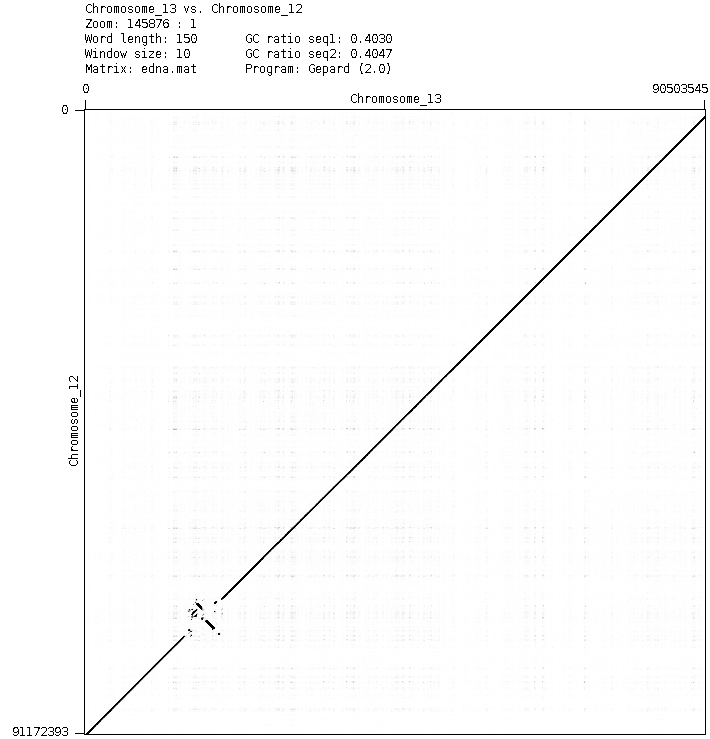 Chromosome_13 vs. Chromosome_12
Zoom: 145876 : 1
Word length: 150 GC ratio seq1: 0.4030
Window size: 10 GC ratio seq2: 0.4047
Matrix: edna.mat Program: Gepard (2.0)
0 90503545
Chromosome_13
0
Chromosome_12
91172393